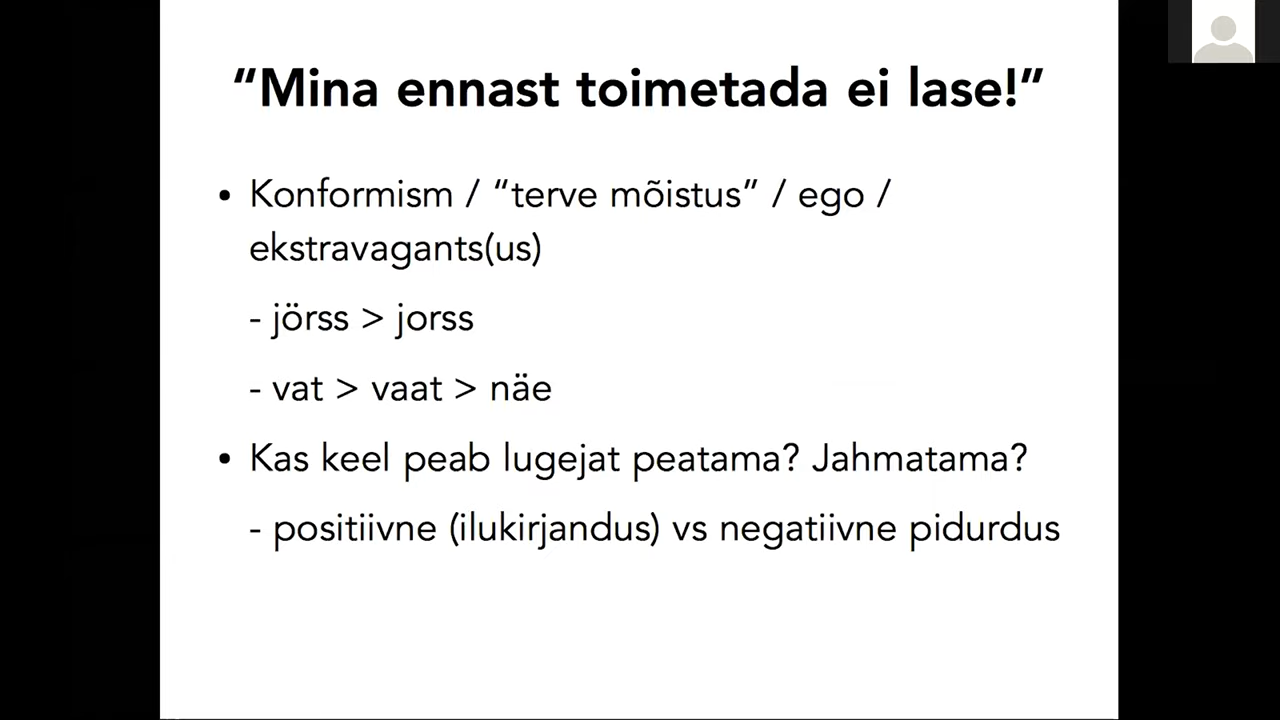 “Mina ennast toimetada ei lase!”
• Konformism / “terve mõistus” / ego /
ekstravagants(us)
- jörss > jorss
- vat > vaat > näe
• Kas keel peab lugejat peatama? Jahmatama?
- positiivne (ilukirjandus) vs negatiivne pidurdus